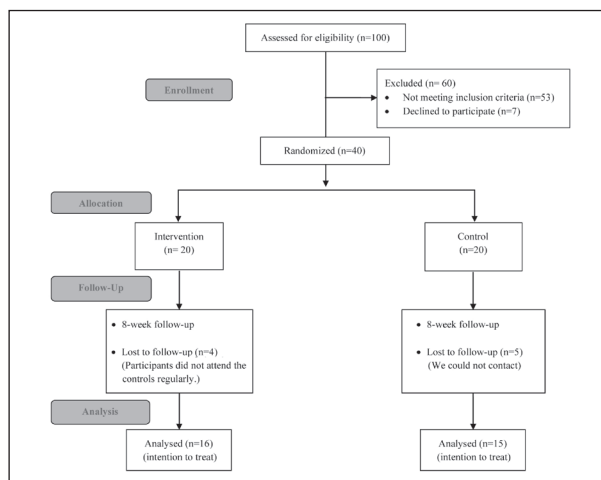 Assessed for eligibility (n=100)
Enrollment
Excluded (n= 60)
• Not meeting inclusion criteria (n=53)
• Declined to participate (n=7)
Randomized (n=40)
Allocation
Intervention
(n= 20)
Control
(n=20)
Follow-Up
• 8-week follow-up
• Lost to follow-up (n=4)
(Participants did not attend the
controls regularly.)
• 8-week follow-up
• Lost to follow-up (n=5)
(We could not contact)
Analysis
Analysed (n=16)
(intention to treat)
Analysed (n=15)
(intention to treat)